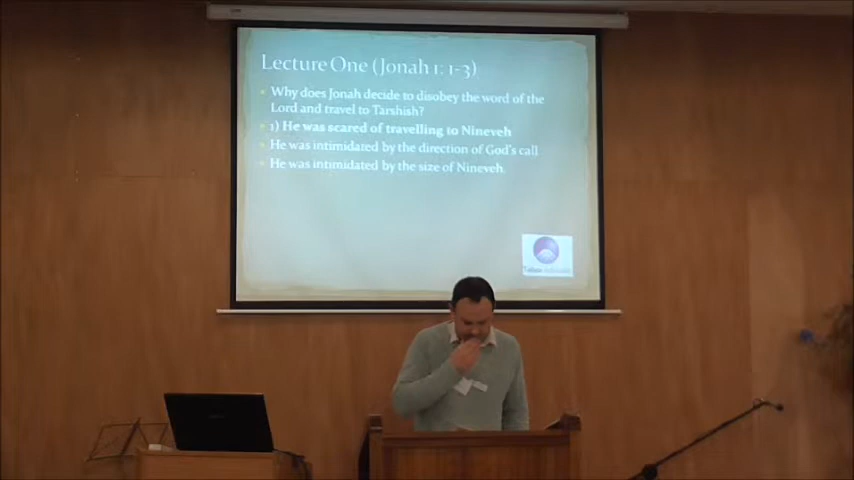 Lecture One (Jonah 1: 1-3)
Why does Jonah decide to disobey the word of the
Lord and travel to Tarshish?
1) He was scared of travelling to Nineveh
He was intimidated by the direction of God's call
He was intimidated by the size of Nineveh.